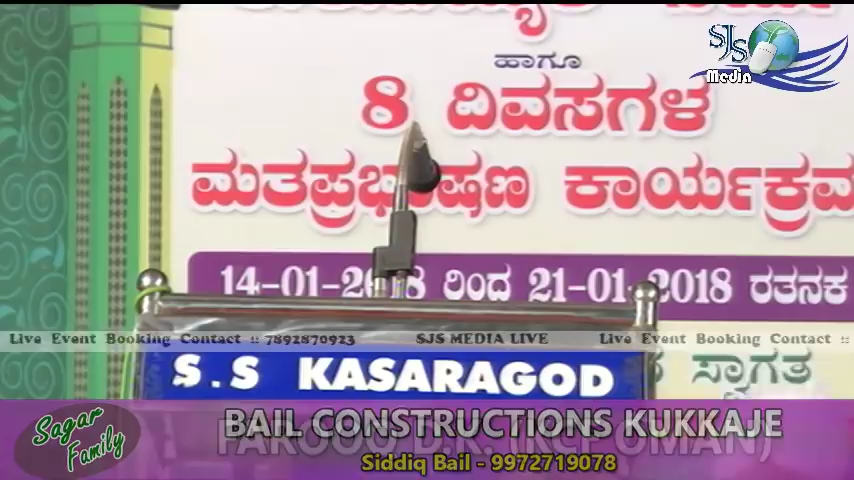 SJS
Media
ಹಾಗೂ
8 ದಿವಸಗಳ
ಮತಪ್ರಭಾಷಣ ಕಾರ್ಯಕ್ರಮ
14-01-2018 ರಿಂದ 21-01-2018 ರತನಕ
Live Event Booking Contact :: 7892870923 SJS MEDIA LIVE Live Event Booking Contact ::
ಸ್ವಾಗತ
S.S KASARAGOD
Sagar Family
BAIL CONSTRUCTIONS KUKKAJE
Siddiq Bail - 9972719078